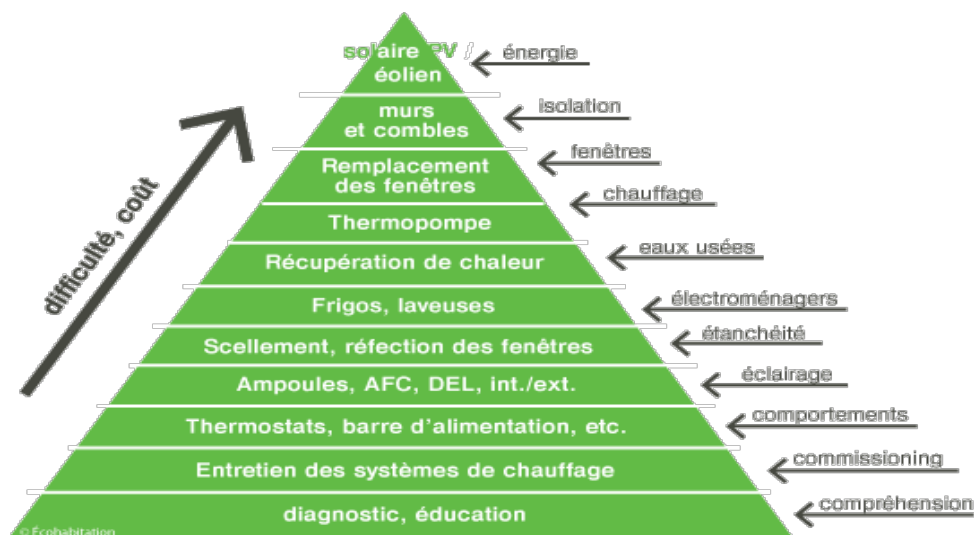 solaire PV /
éolien
énergie
murs
et combles
isolation
Remplacement
des fenêtres
fenêtres
Thermopompe
chauffage
Récupération de chaleur
eaux usées
Frigos, laveuses
électroménagers
Scellement, réfection des fenêtres
étanchéité
Ampoules, AFC, DEL, int./ext.
éclairage
Thermostats, barre d'alimentation, etc.
comportements
Entretien des systèmes de chauffage
commissioning
diagnostic, éducation
compréhension
difficulté, coût
© Écohabitation